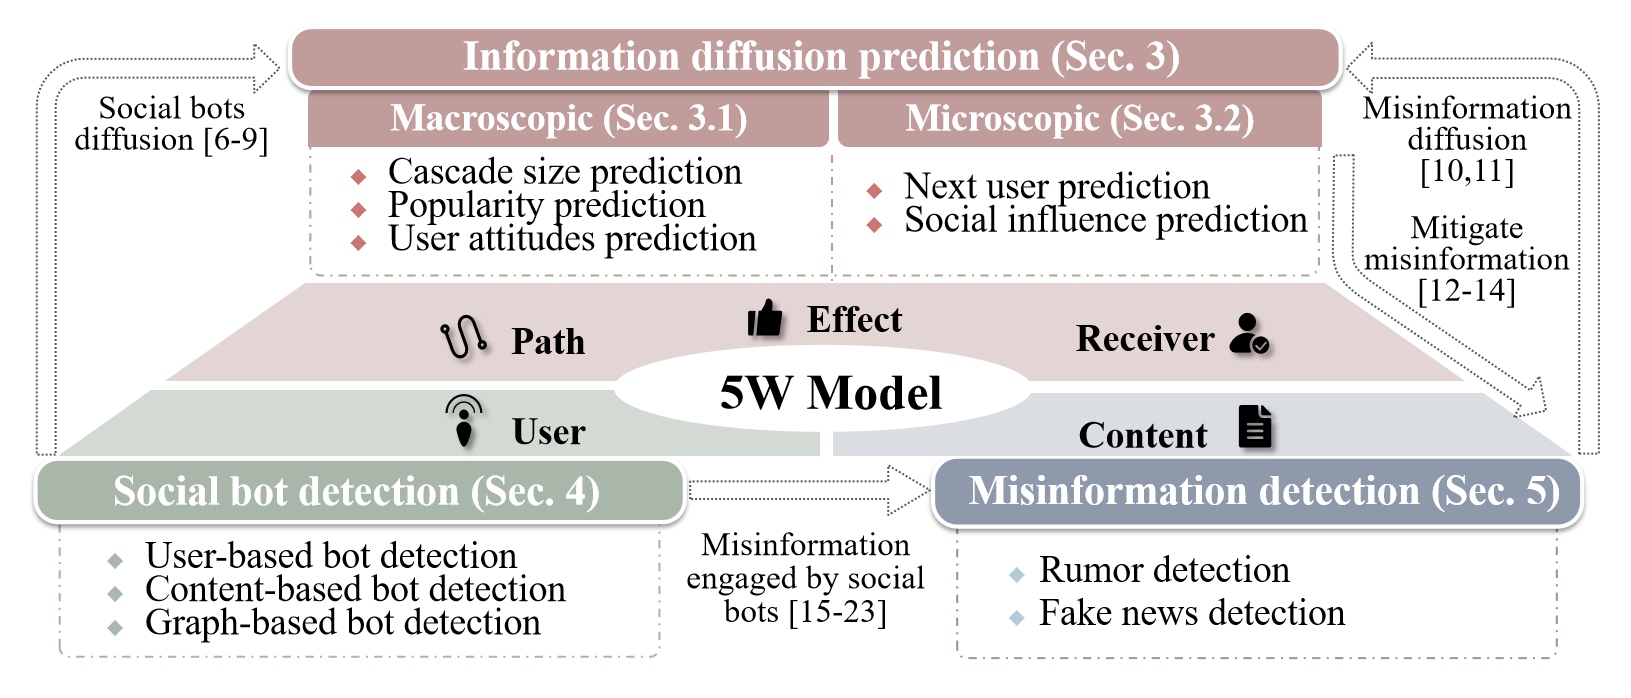 Information diffusion prediction (Sec. 3)
Social bots
diffusion [6-9]
Macroscopic (Sec. 3.1)
Cascade size prediction
Popularity prediction
User attitudes prediction
Microscopic (Sec. 3.2)
Next user prediction
Social influence prediction
Misinformation
diffusion
[10,11]
Mitigate
misinformation
[12-14]
Path
Effect
Receiver
5W Model
User
Content
Social bot detection (Sec. 4)
User-based bot detection
Content-based bot detection
Graph-based bot detection
Misinformation
engaged by social
bots [15-23]
Misinformation detection (Sec. 5)
Rumor detection
Fake news detection